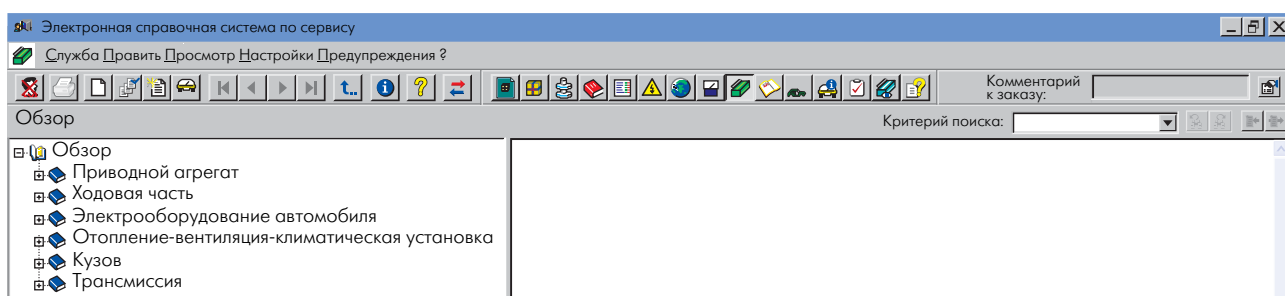 Электронная справочная система по сервису
Служба Править Просмотр Настройки Предупреждения ?
Комментарий
к заказу:
Обзор
Критерий поиска:
Обзор
Приводной агрегат
Ходовая часть
Электрооборудование автомобиля
Отопление-вентиляция-климатическая установка
Кузов
Трансмиссия